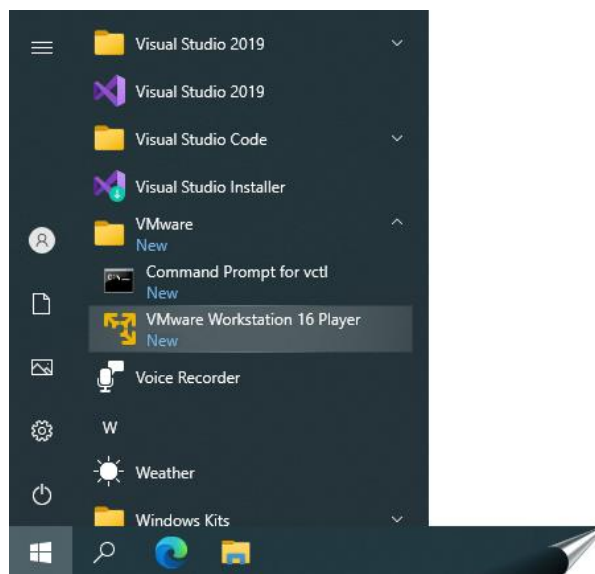 Visual Studio 2019
Visual Studio 2019
Visual Studio Code
Visual Studio Installer
VMware
New
Command Prompt for vctl
New
VMware Workstation 16 Player
New
Voice Recorder
W
Weather
Windows Kits